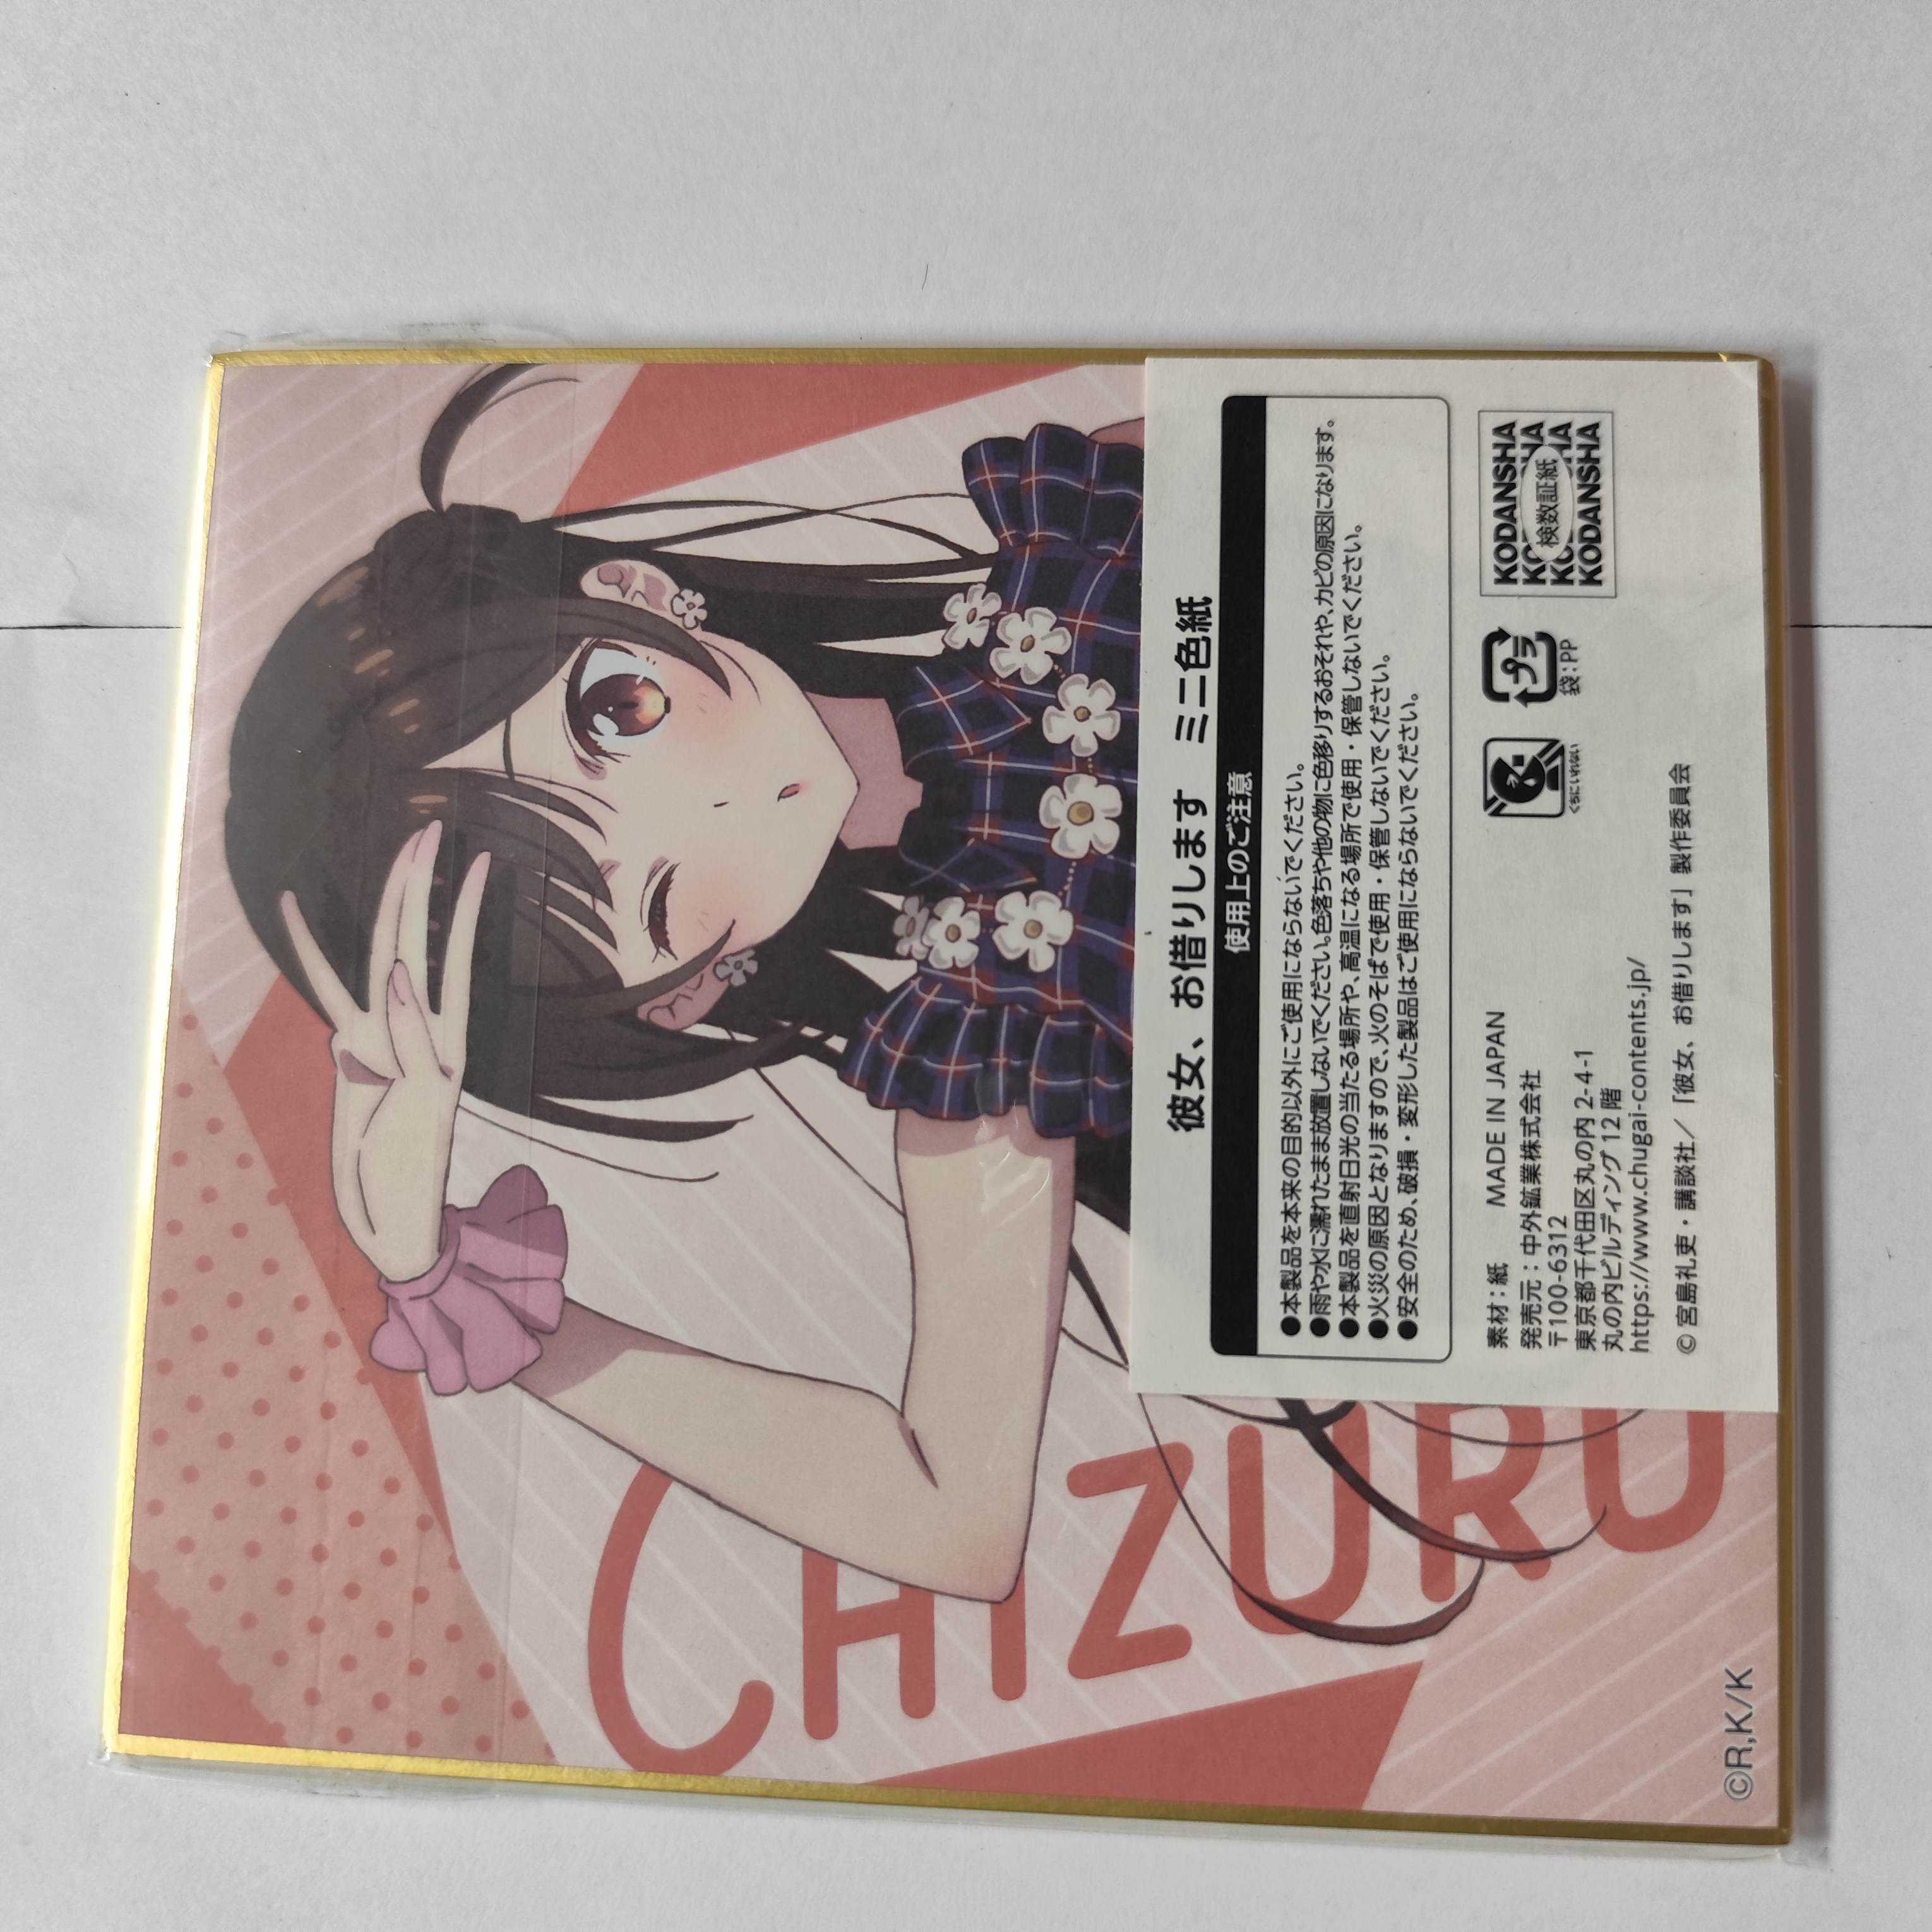 彼女、お借りします　ミニ色紙
使用上のご注意
●本製品を本来の目的以外にご使用にならないでください。
●雨や水に濡れたまま放置しないでください。色落ちや他の物に色移りするおそれや、カビの原因になります。
●本製品を直射日光の当たる場所や、高温になる場所で使用・保管しないでください。
●火災の原因となりますので、火のそばで使用・保管しないでください。
●安全のため、破損・変形した製品はご使用にならないでください。
素材：紙　MADE IN JAPAN
発売元：中外鉱業株式会社
〒100-6312
東京都千代田区丸の内 2-4-1
丸の内ビルディング 12 階
https://www.chugai-contents.jp/
© 宮島礼吏・講談社／「彼女、お借りします」製作委員会
くちにいれない
プラ
袋：PP
KODANSHA
検数証紙
KODANSHA
CHIZURU
©R,K/K